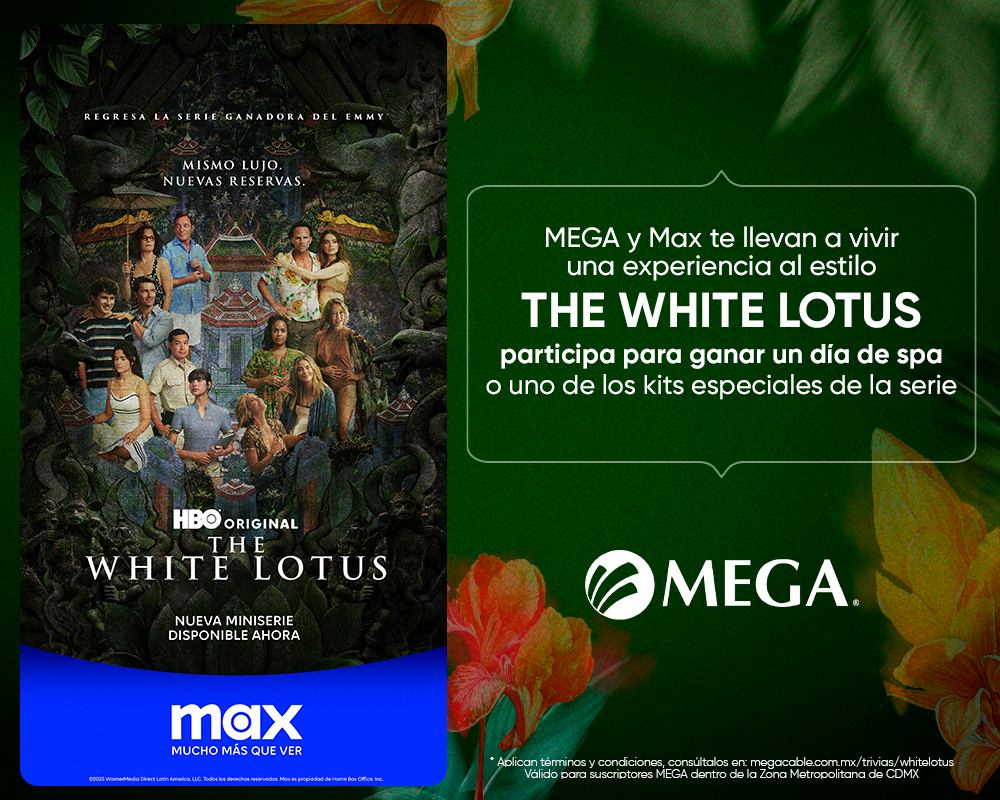 REGRESA LA SERIE GANADORA DEL EMMY
MISMO LUJO.
NUEVAS RESERVAS.
HBO ORIGINAL
THE
WHITE LOTUS
NUEVA MINISERIE
DISPONIBLE AHORA
max
MUCHO MÁS QUE VER
©2025 WarnerMedia Direct Latin America, LLC. Todos los derechos reservados. Max es propiedad de Home Box Office, Inc.
MEGA y Max te llevan a vivir
una experiencia al estilo
THE WHITE LOTUS
participa para ganar un día de spa
o uno de los kits especiales de la serie
MEGA®
* Aplican términos y condiciones, consúltalos en: megacable.com.mx/trivias/whitelotus
Válido para suscriptores MEGA dentro de la Zona Metropolitana de CDMX